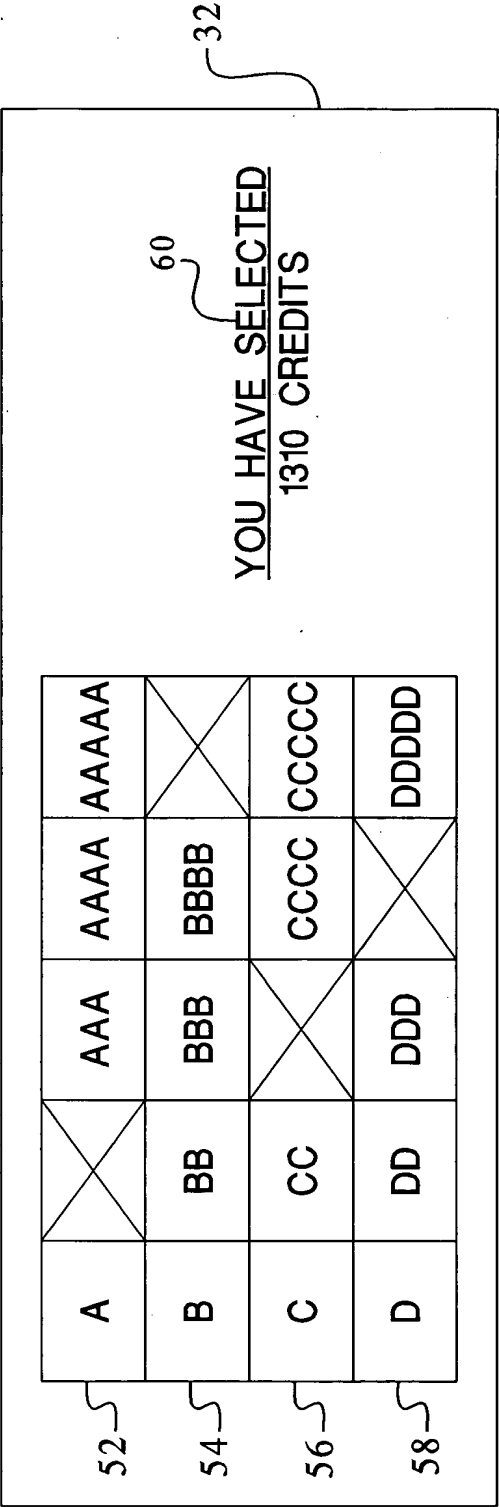 52 A AAA AAAA AAAAA
54 B BB BBB BBBB
56 C CC CCCC CCCCC
58 D DD DDD DDDDD
60
YOU HAVE SELECTED
1310 CREDITS
32